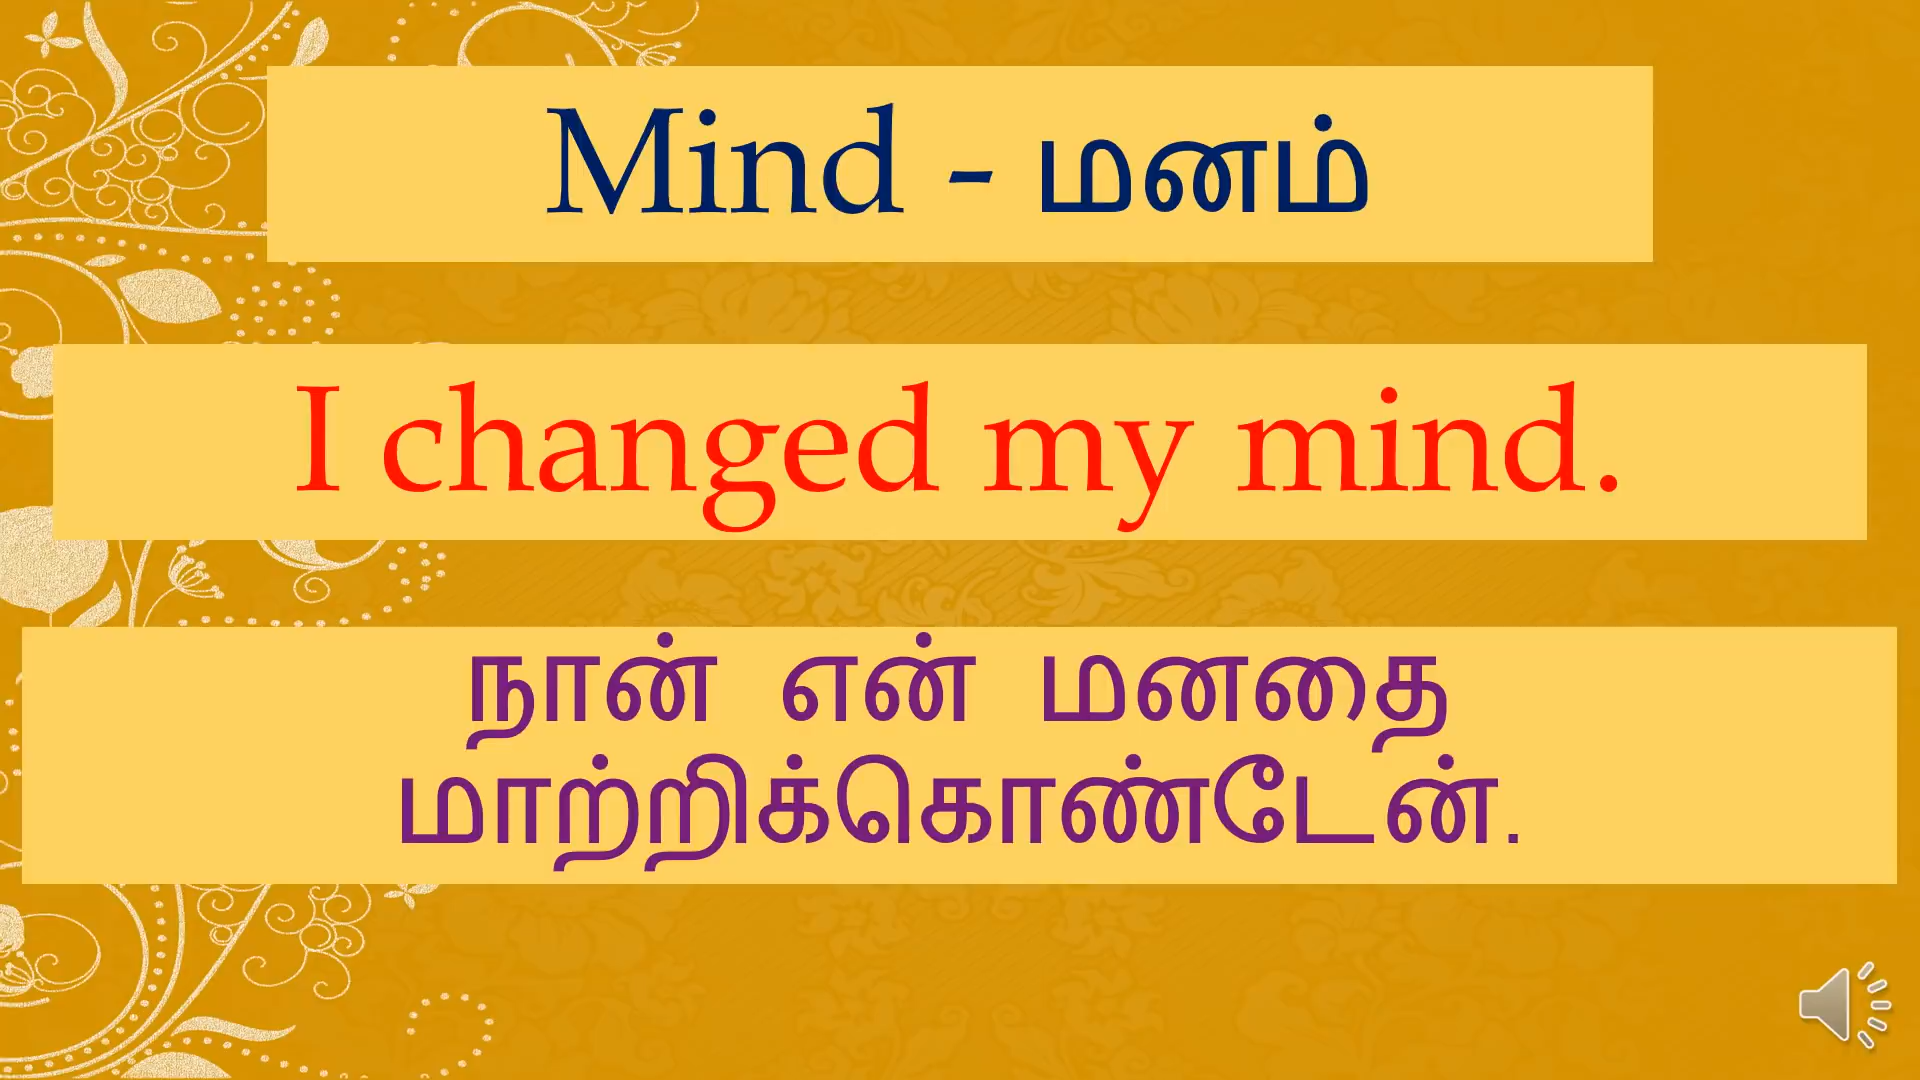 Mind - மனம்
I changed my mind.
நான் என் மனதை
மாற்றிக்கொண்டேன்.